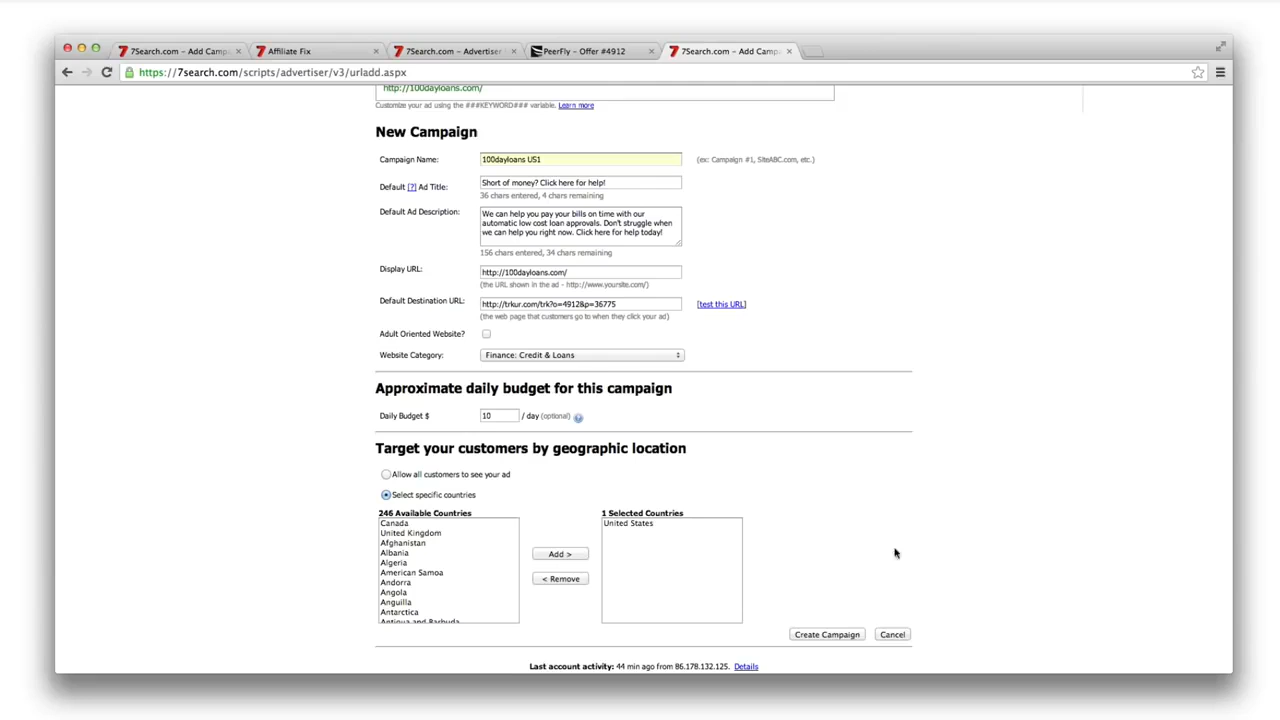 7Search.com – Add Camp
Affiliate Fix
7Search.com – Advertiser
PeerFly – Offer #4912
7Search.com – Add Camp
https://7search.com/scripts/advertiser/v3/urladd.aspx
http://100dayloans.com/
Customize your ad using the ###KEYWORD### variable. Learn more
New Campaign
Campaign Name: 100dayloans US1 (ex: Campaign #1, SiteABC.com, etc.)
Default [?] Ad Title: Short of money? Click here for help!
36 chars entered, 4 chars remaining
Default Ad Description: We can help you pay your bills on time with our
automatic low cost loan approvals. Don't struggle when
we can help you right now. Click here for help today!
156 chars entered, 34 chars remaining
Display URL: http://100dayloans.com/
(the URL shown in the ad - http://www.yoursite.com/)
Default Destination URL: http://trkur.com/trk?o=4912&p=36775 [test this URL]
(the web page that customers go to when they click your ad)
Adult Oriented Website?
Website Category: Finance: Credit & Loans
Approximate daily budget for this campaign
Daily Budget $ 10 / day (optional)
Target your customers by geographic location
Allow all customers to see your ad
Select specific countries
246 Available Countries
Canada
United Kingdom
Afghanistan
Albania
Algeria
American Samoa
Andorra
Angola
Anguilla
Antarctica
Antigua and Barbuda
Add >
< Remove
1 Selected Countries
United States
Create Campaign Cancel
Last account activity: 44 min ago from 86.178.132.125. Details